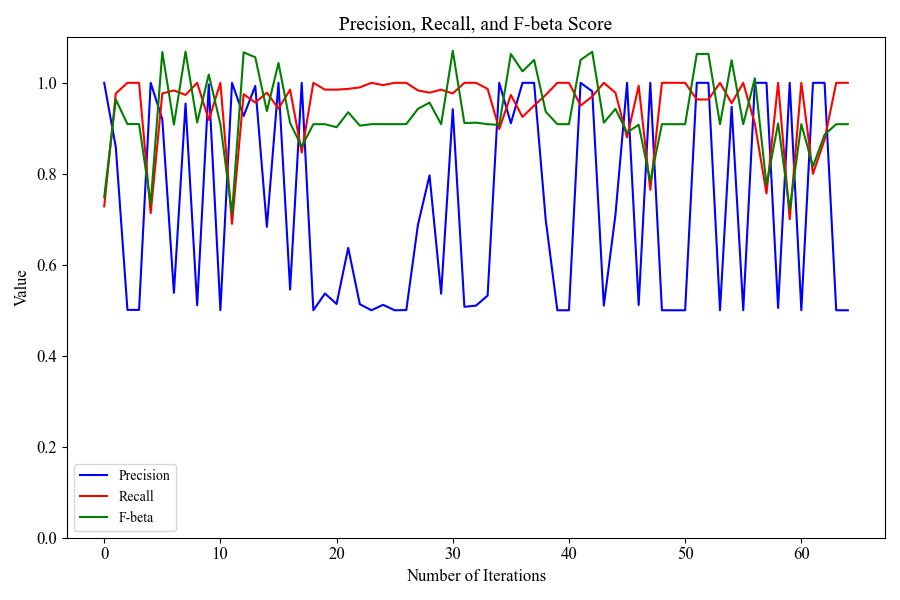 Precision, Recall, and F-beta Score
Value
1.0
0.8
0.6
0.4
0.2
0.0
Precision
Recall
F-beta
0 10 20 30 40 50 60
Number of Iterations